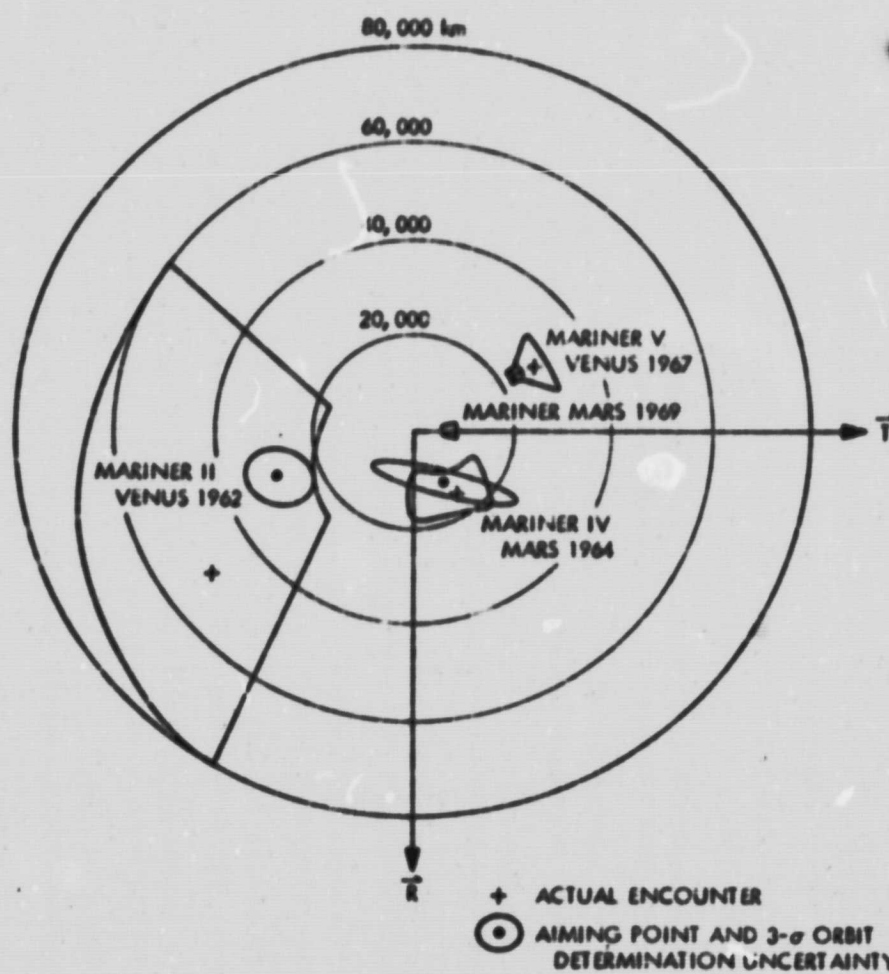 80,000 km
60,000
40,000
20,000
MARINER V
VENUS 1967
MARINER MARS 1969
T
MARINER II
VENUS 1962
MARINER IV
MARS 1964
R
+ ACTUAL ENCOUNTER
AIMING POINT AND 3-σ ORBIT
DETERMINATION UNCERTAINTY